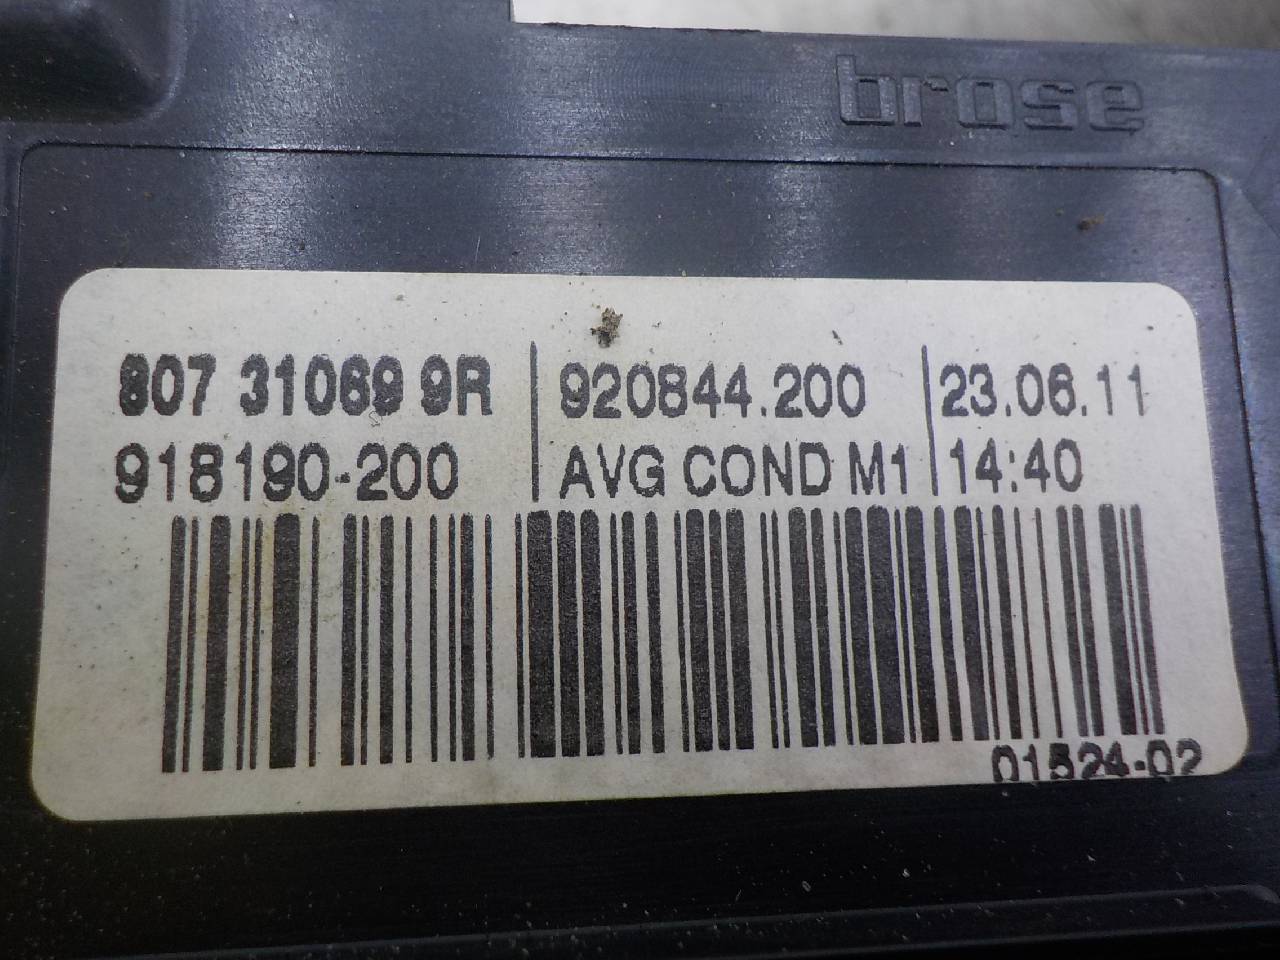 brose
807 31069 9R 920844.200 23.06.11
918190-200 AVG COND M1 14:40
01524-02